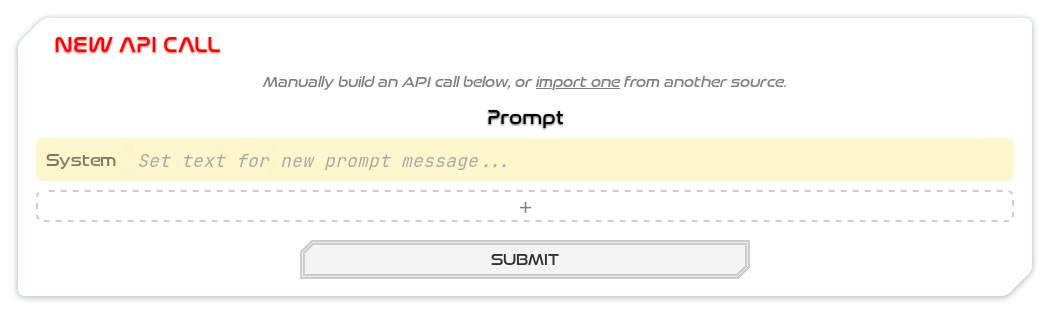 NEW API CALL
Manually build an API call below, or import one from another source.
Prompt
System Set text for new prompt message...
+
SUBMIT